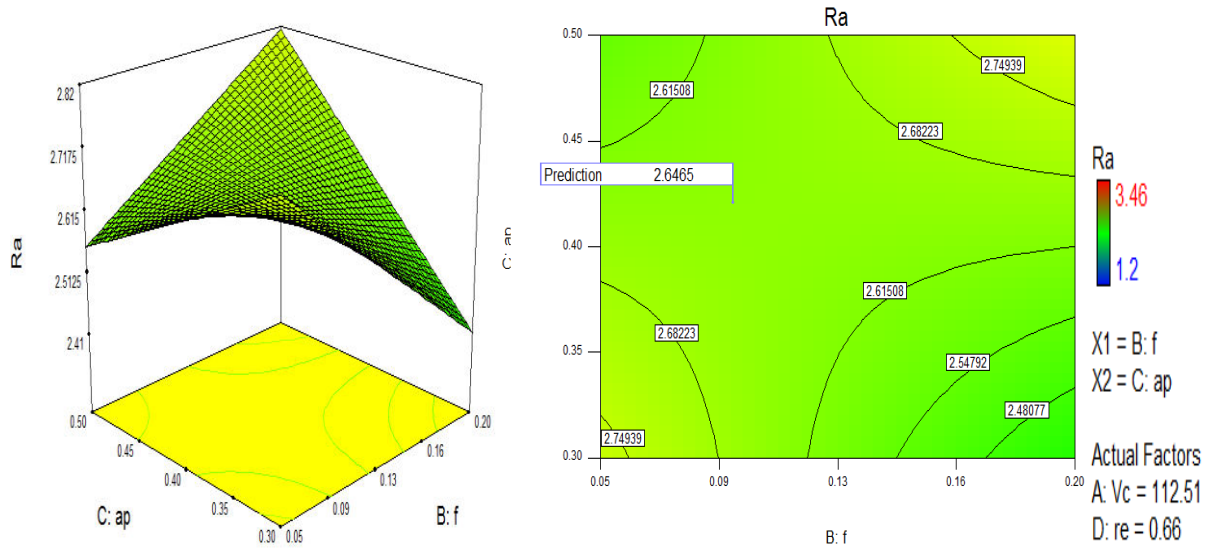 2.82
2.7175
2.615
2.5125
2.41
Ra
0.50
0.45
0.40
0.35
0.30
C: ap
0.05
0.09
0.13
0.16
0.20
B: f
Ra
C: ap
0.50
0.45
0.40
0.35
0.30
2.61508
2.74939
2.68223
Prediction 2.6465
2.61508
2.68223
2.54792
2.48077
2.74939
0.05 0.09 0.13 0.16 0.20
B: f
Ra
3.46
1.2
X1 = B: f
X2 = C: ap
Actual Factors
A: Vc = 112.51
D: re = 0.66